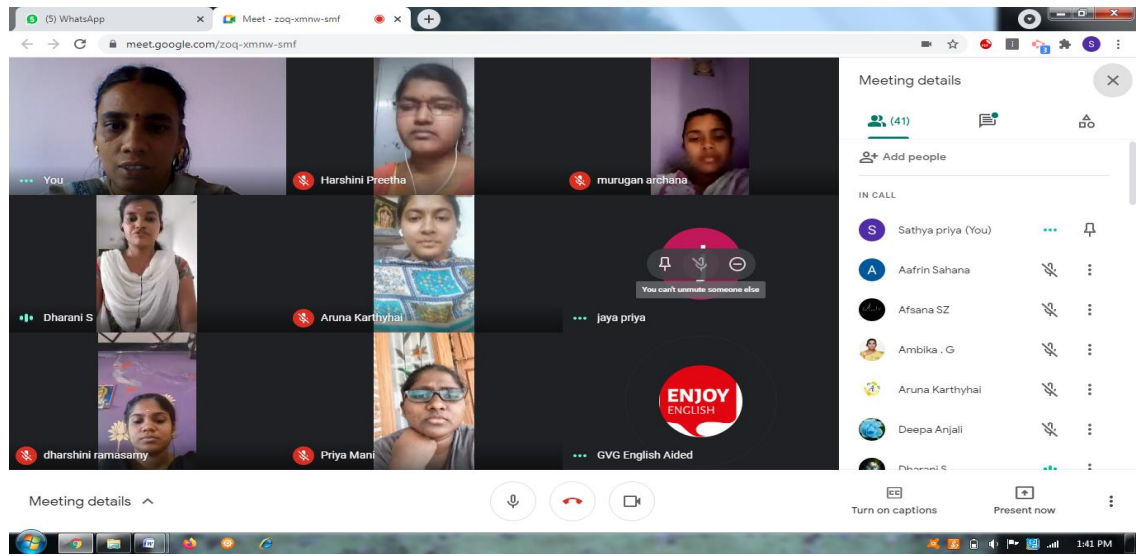 (5) WhatsApp
Meet - zoq-xmnw-smf
meet.google.com/zoq-xmnw-smf
S
3
You
Harshini Preetha
murugan archana
Dharani S
Aruna Karthyhai
You can't unmute someone else
jaya priya
dharshini ramasamy
Priya Mani
ENJOY
ENGLISH
GVG English Aided
Meeting details
(41)
Add people
IN CALL
S Sathya priya (You)
A Aafrin Sahana
Afsana SZ
Ambika . G
Aruna Karthyhai
Deepa Anjali
Dharani S
Meeting details
CC
Turn on captions
Present now
1:41 PM